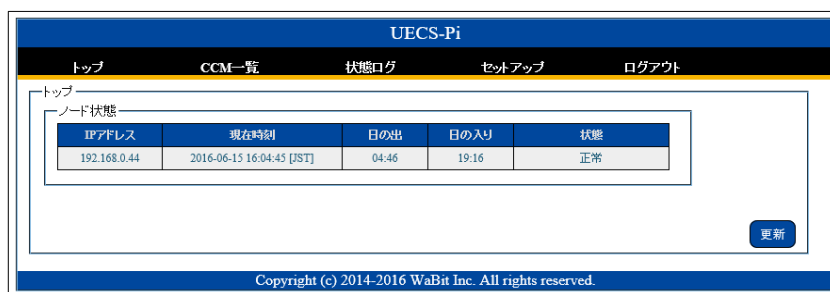 UECS-Pi
トップ CCM一覧 状態ログ セットアップ ログアウト
トップ
ノード状態
IPアドレス 現在時刻 日の出 日の入り 状態
192.168.0.44 2016-06-15 16:04:45 [JST] 04:46 19:16 正常
更新
Copyright (c) 2014-2016 WaBit Inc. All rights reserved.